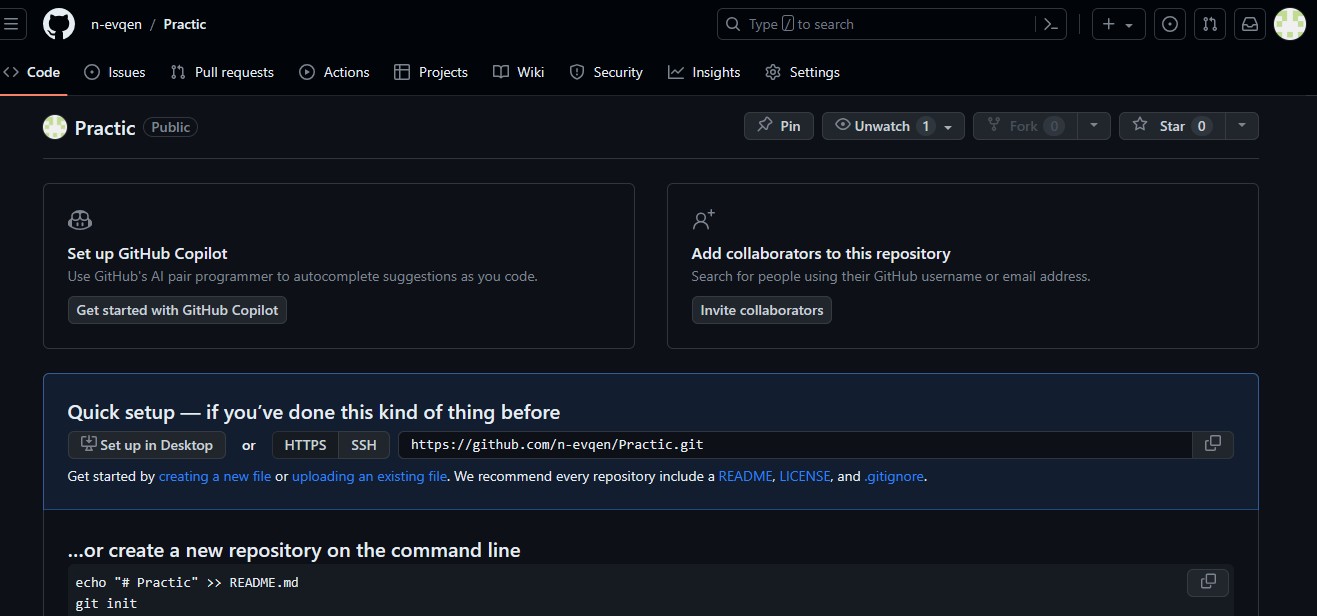 n-evqen / Practic
Type / to search
Code Issues Pull requests Actions Projects Wiki Security Insights Settings
Practic Public
Pin Unwatch 1 Fork 0 Star 0
Set up GitHub Copilot
Use GitHub's AI pair programmer to autocomplete suggestions as you code.
Get started with GitHub Copilot
Add collaborators to this repository
Search for people using their GitHub username or email address.
Invite collaborators
Quick setup — if you’ve done this kind of thing before
Set up in Desktop or HTTPS SSH https://github.com/n-evqen/Practic.git
Get started by creating a new file or uploading an existing file. We recommend every repository include a README, LICENSE, and .gitignore.
…or create a new repository on the command line
echo "# Practic" >> README.md
git init